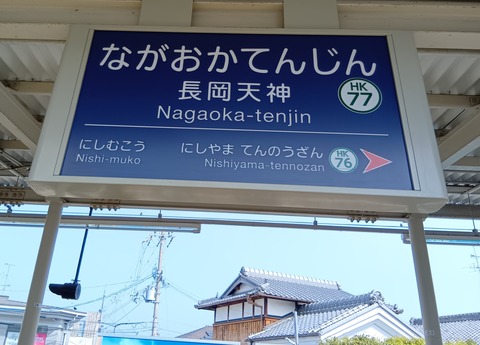 ながおかてんじん
長岡天神
HK
77
Nagaoka-tenjin
にしむこう
Nishi-muko
にしやま てんのうざん
Nishiyama-tennozan
HK
76